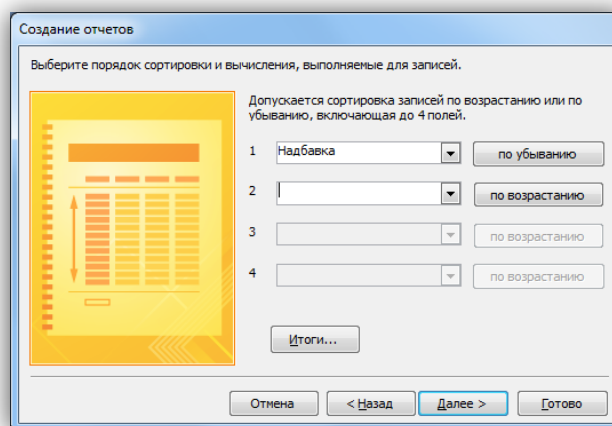 Создание отчетов
Выберите порядок сортировки и вычисления, выполняемые для записей.
Допускается сортировка записей по возрастанию или по
убыванию, включающая до 4 полей.
1 Надбавка по убыванию
2 по возрастанию
3 по возрастанию
4 по возрастанию
Итоги...
Отмена < Назад Далее > Готово